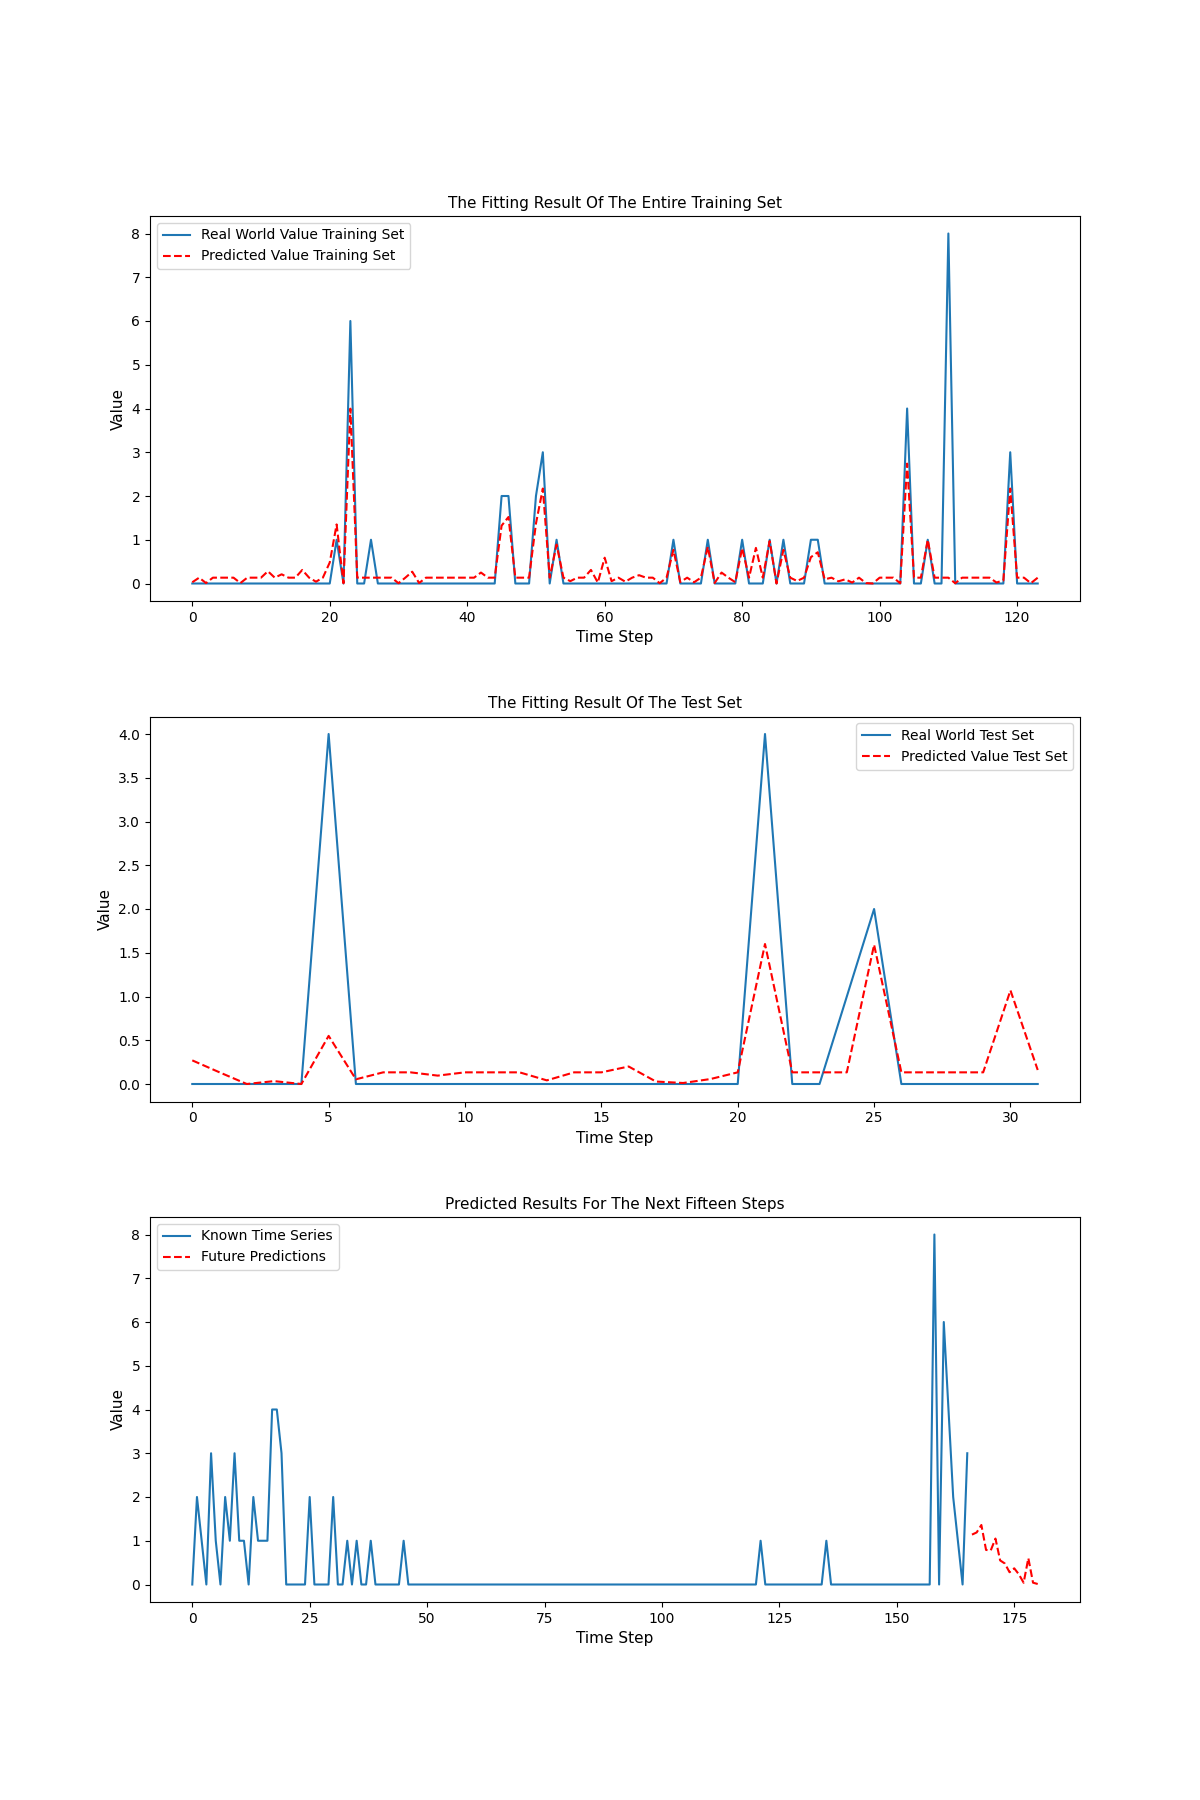 The Fitting Result Of The Entire Training Set
Real World Value Training Set
Predicted Value Training Set
8
7
6
5
4
3
2
1
0
Value
0 20 40 60 80 100 120
Time Step
The Fitting Result Of The Test Set
Real World Test Set
Predicted Value Test Set
4.0
3.5
3.0
2.5
2.0
1.5
1.0
0.5
0.0
Value
0 5 10 15 20 25 30
Time Step
Predicted Results For The Next Fifteen Steps
Known Time Series
Future Predictions
8
7
6
5
4
3
2
1
0
Value
0 25 50 75 100 125 150 175
Time Step